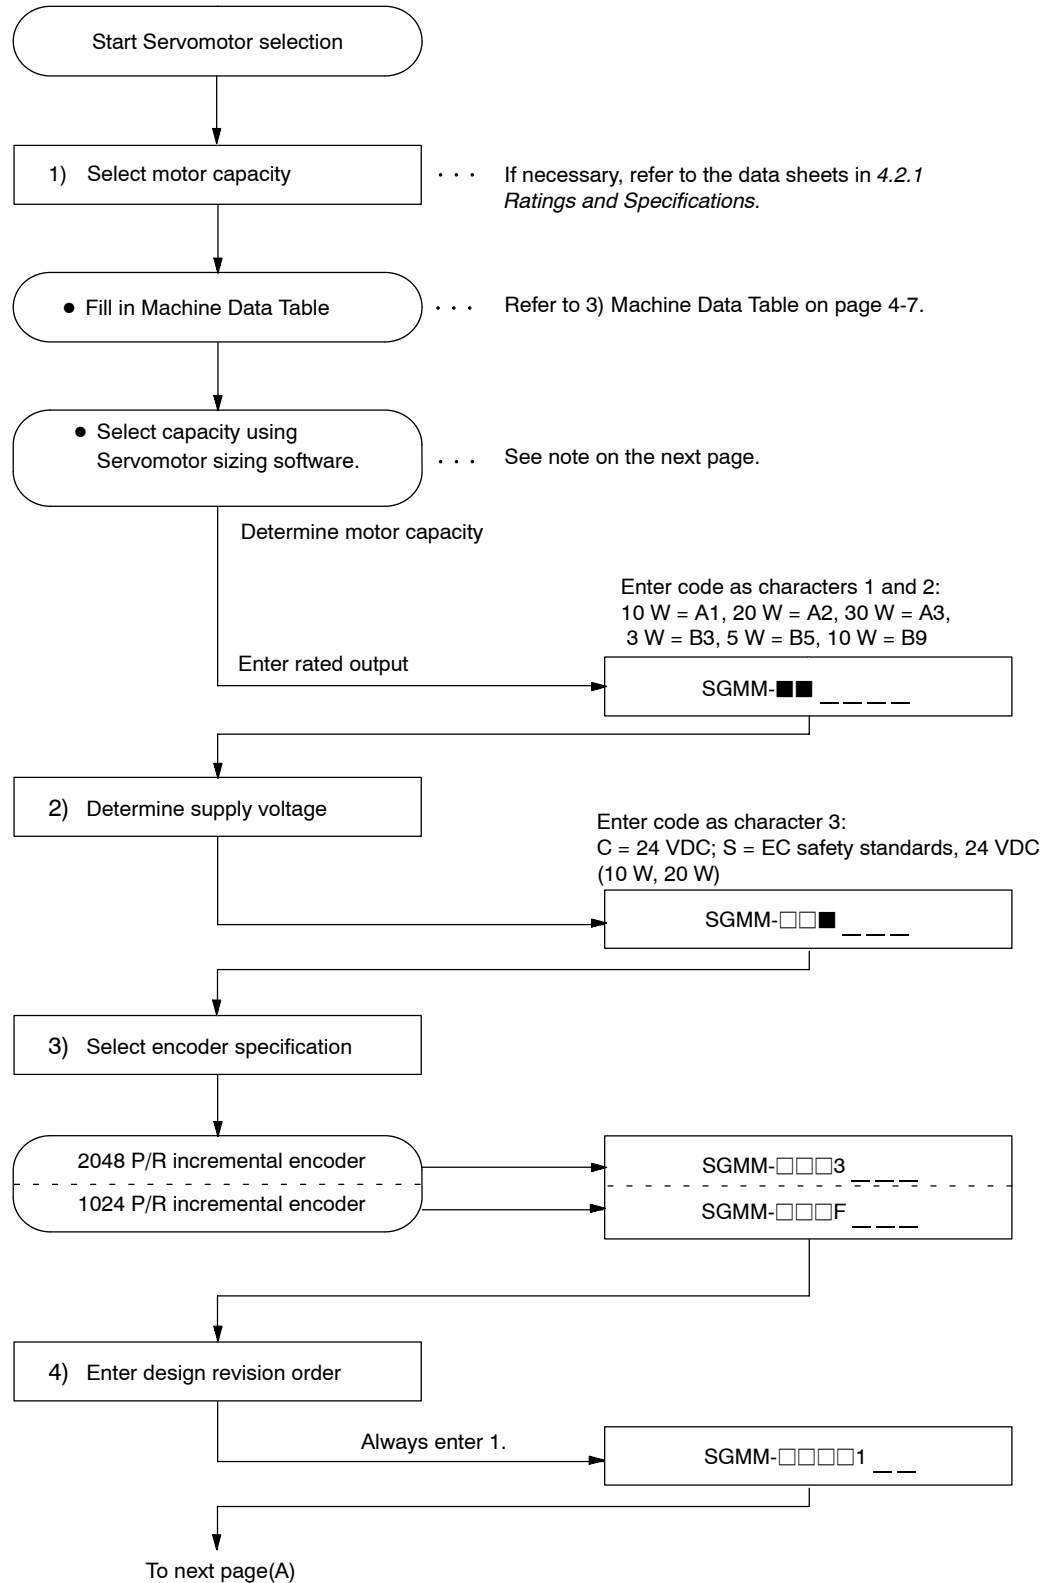 Start Servomotor selection
1) Select motor capacity
· · · If necessary, refer to the data sheets in 4.2.1
Ratings and Specifications.
● Fill in Machine Data Table
· · · Refer to 3) Machine Data Table on page 4-7.
● Select capacity using
Servomotor sizing software.
· · · See note on the next page.
Determine motor capacity
Enter code as characters 1 and 2:
10 W = A1, 20 W = A2, 30 W = A3,
3 W = B3, 5 W = B5, 10 W = B9
Enter rated output
SGMM-■■ _ _ _ _
2) Determine supply voltage
Enter code as character 3:
C = 24 VDC; S = EC safety standards, 24 VDC
(10 W, 20 W)
SGMM-□□■ _ _ _
3) Select encoder specification
2048 P/R incremental encoder
SGMM-□□□3 _ _ _
1024 P/R incremental encoder
SGMM-□□□F _ _ _
4) Enter design revision order
Always enter 1.
SGMM-□□□□1 _ _
To next page(A)